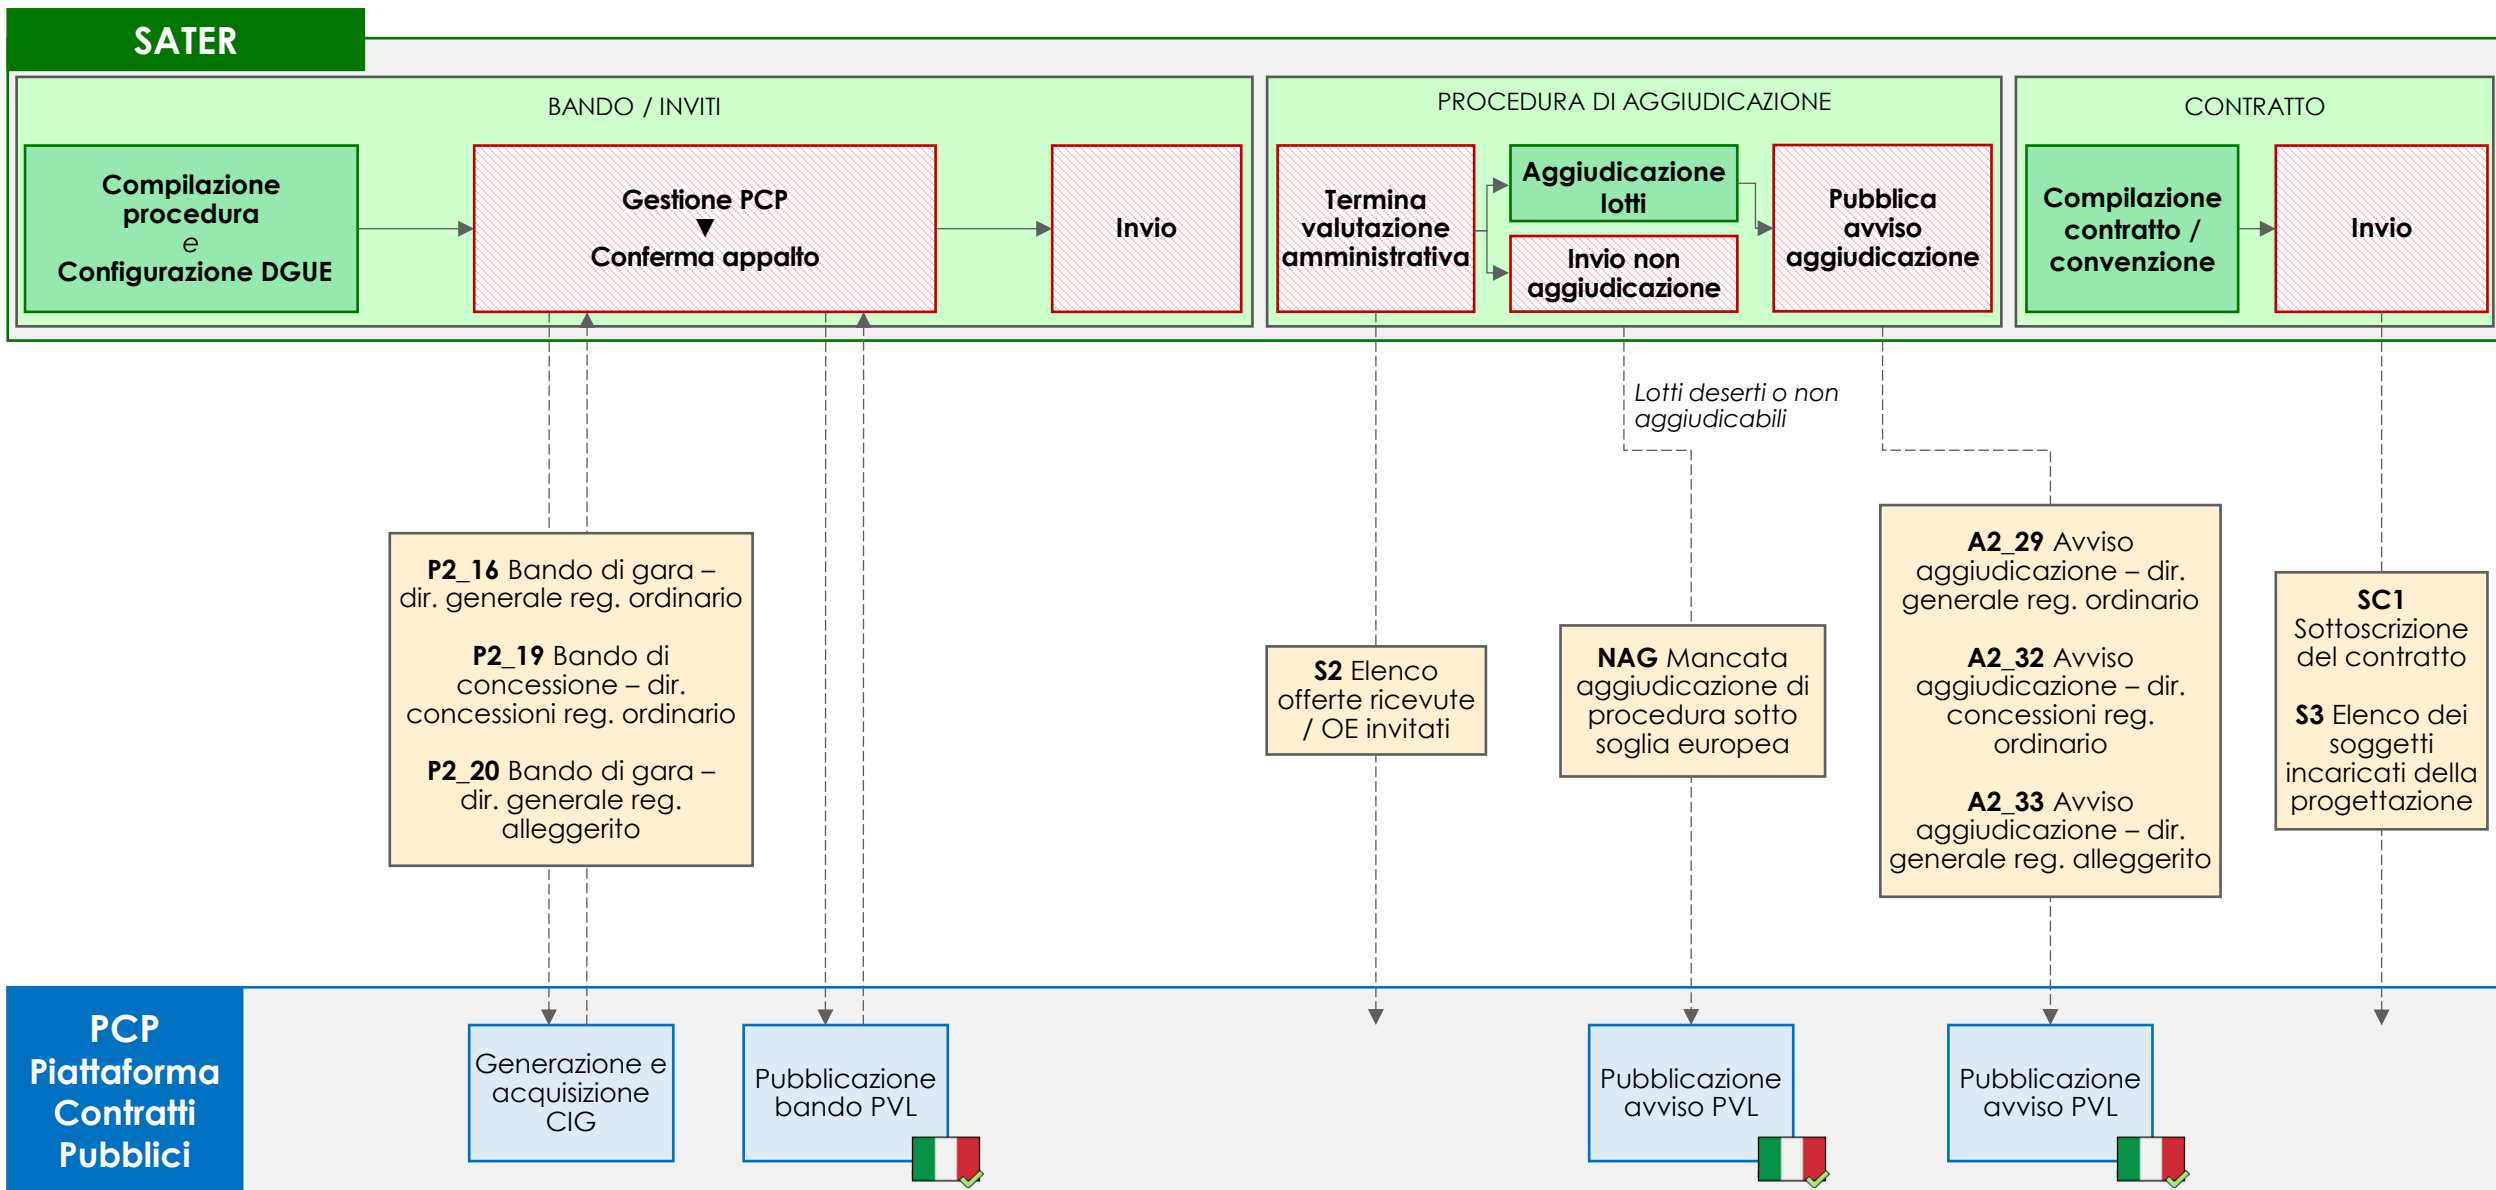 SATER
BANDO / INVITI
Compilazione
procedura
e
Configurazione DGUE
Gestione PCP
▼
Conferma appalto
Invio
PROCEDURA DI AGGIUDICAZIONE
Termina
valutazione
amministrativa
Aggiudicazione
lotti
Invio non
aggiudicazione
Pubblica
avviso
aggiudicazione
CONTRATTO
Compilazione
contratto /
convenzione
Invio
Lotti deserti o non
aggiudicabili
P2_16 Bando di gara –
dir. generale reg. ordinario
P2_19 Bando di
concessione – dir.
concessioni reg. ordinario
P2_20 Bando di gara –
dir. generale reg.
alleggerito
S2 Elenco
offerte ricevute
/ OE invitati
NAG Mancata
aggiudicazione di
procedura sotto
soglia europea
A2_29 Avviso
aggiudicazione – dir.
generale reg. ordinario
A2_32 Avviso
aggiudicazione – dir.
concessioni reg.
ordinario
A2_33 Avviso
aggiudicazione – dir.
generale reg. alleggerito
SC1
Sottoscrizione
del contratto
S3 Elenco dei
soggetti
incaricati della
progettazione
PCP
Piattaforma
Contratti
Pubblici
Generazione e
acquisizione
CIG
Pubblicazione
bando PVL
Pubblicazione
avviso PVL
Pubblicazione
avviso PVL